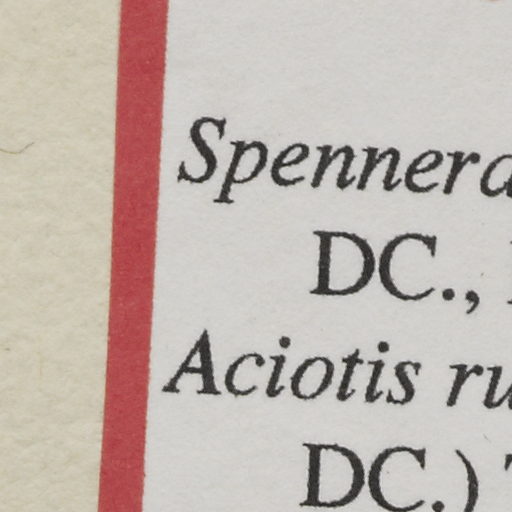 Spennera
DC.,
Aciotis ru
DC.)